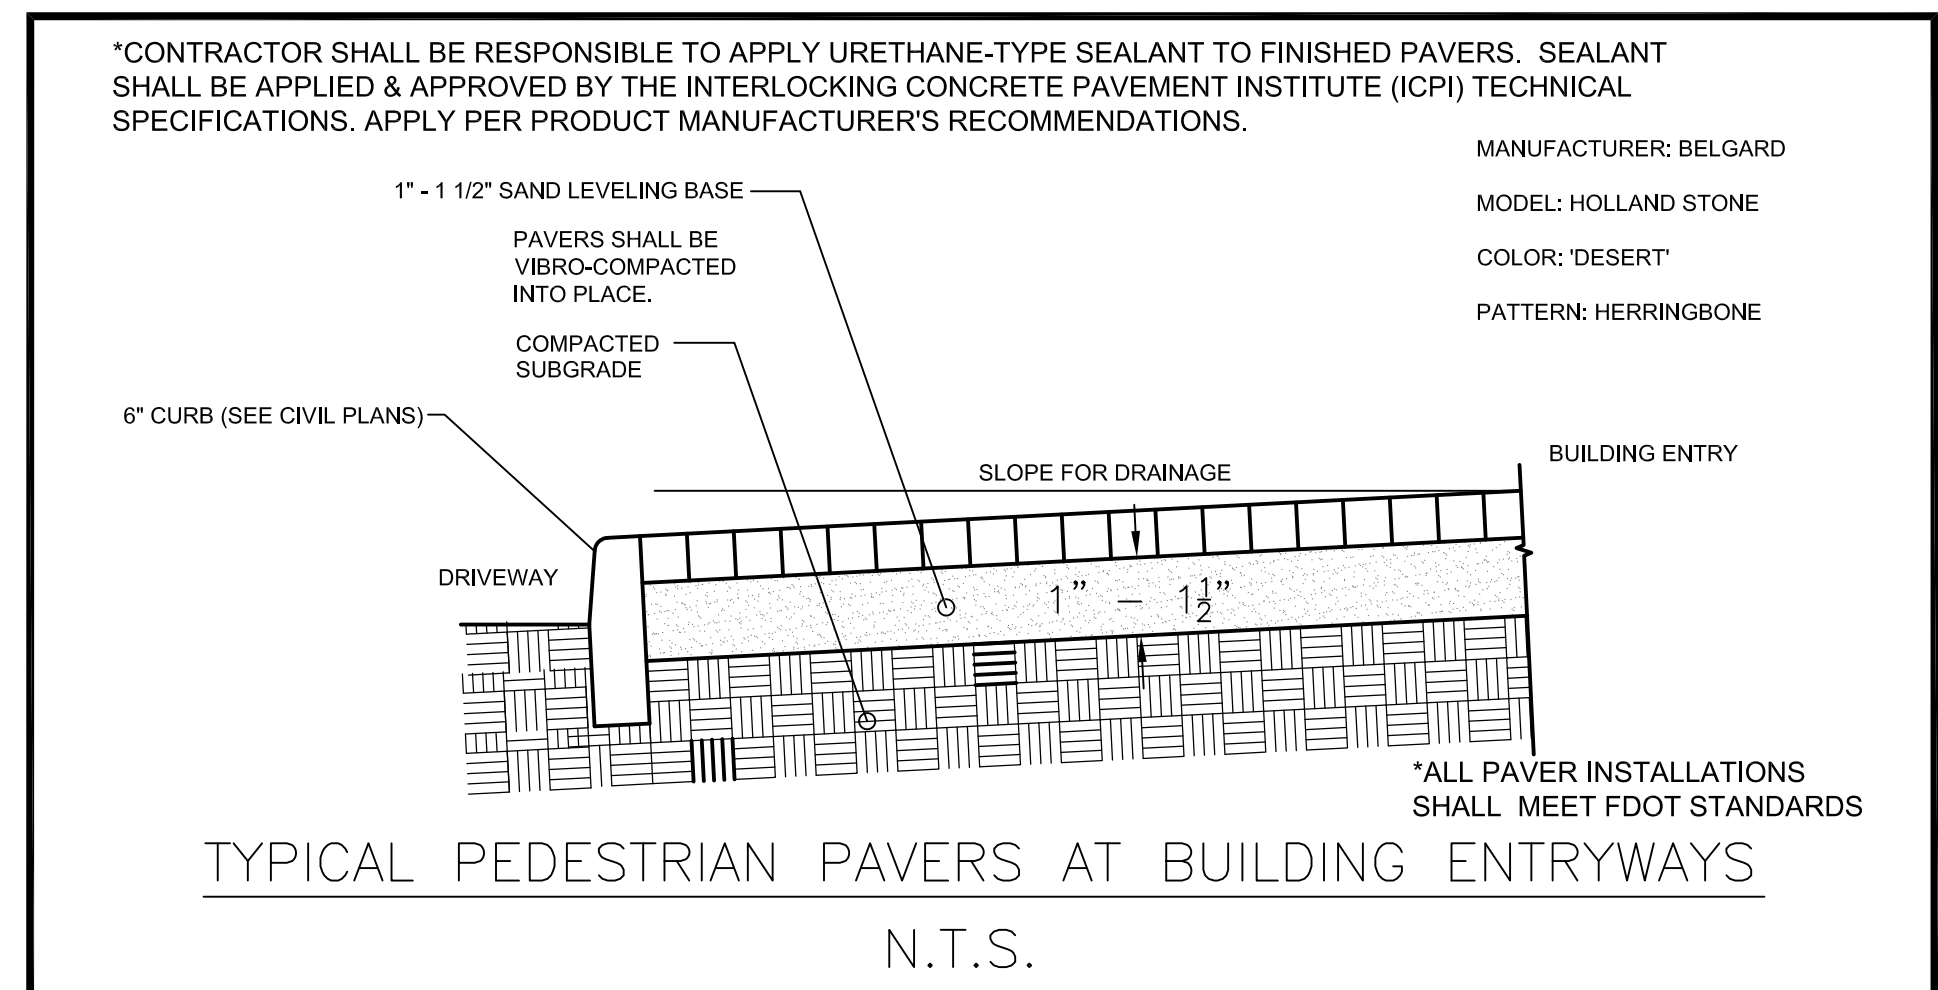 *CONTRACTOR SHALL BE RESPONSIBLE TO APPLY URETHANE-TYPE SEALANT TO FINISHED PAVERS.  SEALANT
SHALL BE APPLIED & APPROVED BY THE INTERLOCKING CONCRETE PAVEMENT INSTITUTE (ICPI) TECHNICAL
SPECIFICATIONS. APPLY PER PRODUCT MANUFACTURER'S RECOMMENDATIONS.
MANUFACTURER: BELGARD
MODEL: HOLLAND STONE
COLOR: 'DESERT'
PATTERN: HERRINGBONE
1" - 1 1/2" SAND LEVELING BASE
PAVERS SHALL BE
VIBRO-COMPACTED
INTO PLACE.
COMPACTED
SUBGRADE
6" CURB (SEE CIVIL PLANS)
SLOPE FOR DRAINAGE
BUILDING ENTRY
DRIVEWAY
1” – 1½”
*ALL PAVER INSTALLATIONS
SHALL  MEET FDOT STANDARDS
TYPICAL PEDESTRIAN PAVERS AT BUILDING ENTRYWAYS
N.T.S.